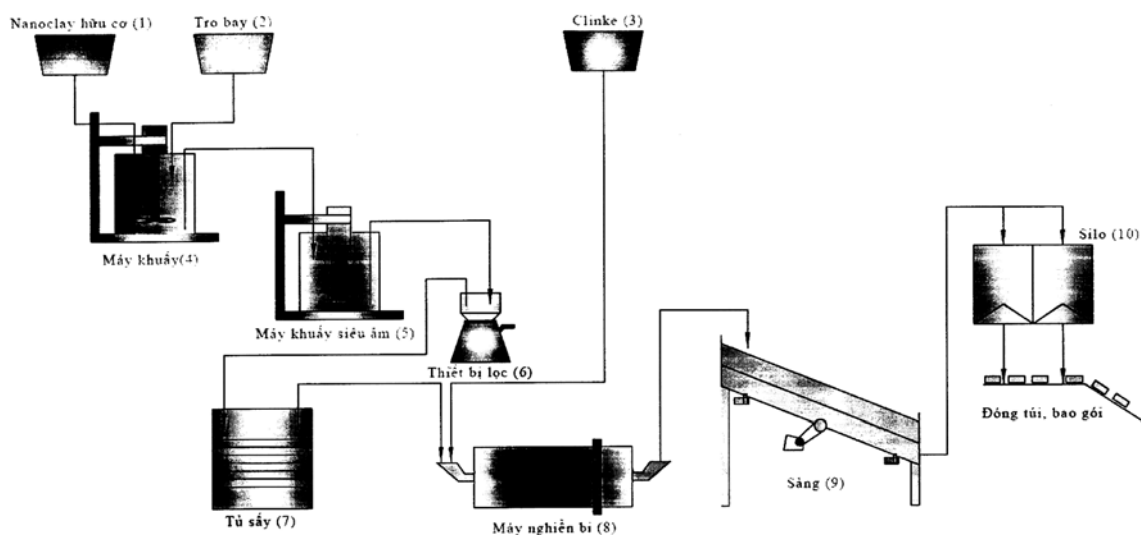 Nanoclay hữu cơ (1)
Tro bay (2)
Clinke (3)
Máy khuấy(4)
Silo (10)
Máy khuấy siêu âm (5)
Thiết bị lọc (6)
Đóng túi, bao gói
Sàng (9)
Tủ sấy (7)
Máy nghiền bi (8)